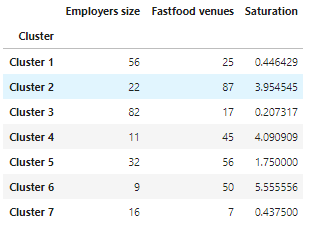 Employers size Fastfood venues Saturation
Cluster
Cluster 1 56 25 0.446429
Cluster 2 22 87 3.954545
Cluster 3 82 17 0.207317
Cluster 4 11 45 4.090909
Cluster 5 32 56 1.750000
Cluster 6 9 50 5.555556
Cluster 7 16 7 0.437500